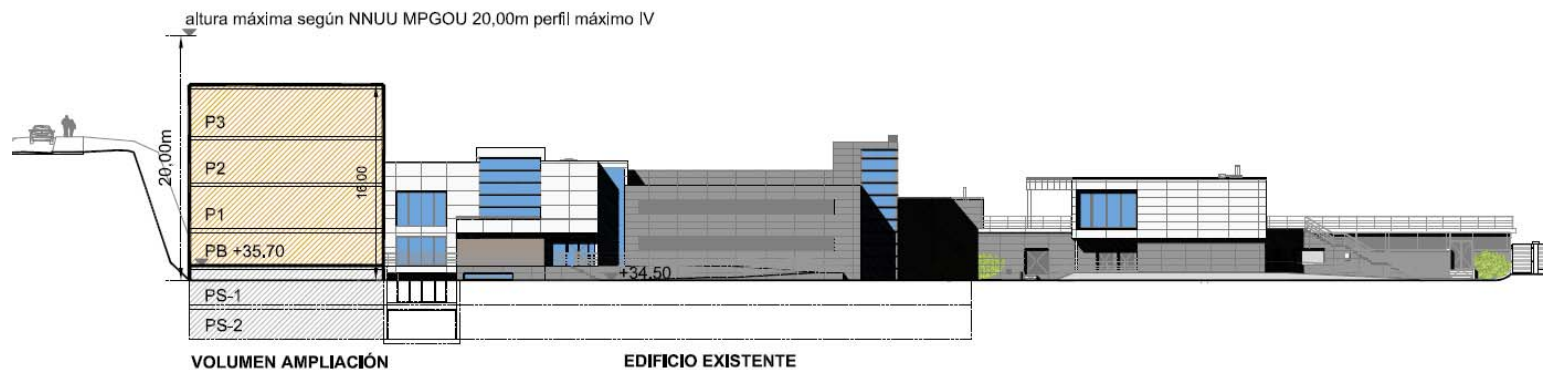 altura máxima según NNUU MPGOU 20,00m perfil máximo IV
20,00m
P3
P2
16.00
P1
PB +35,70
+34,50
PS-1
PS-2
VOLUMEN AMPLIACIÓN
EDIFICIO EXISTENTE